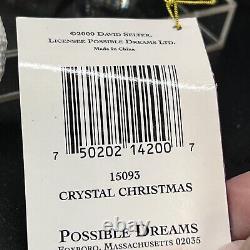 ©2000 DAVID SELTER.
LICENSEE POSSIBLE DREAMS LTD.
Made in China
7 50202 14200 7
15093
CRYSTAL CHRISTMAS
POSSIBLE DREAMS
FOXBORO, MASSACHUSETTS 02035